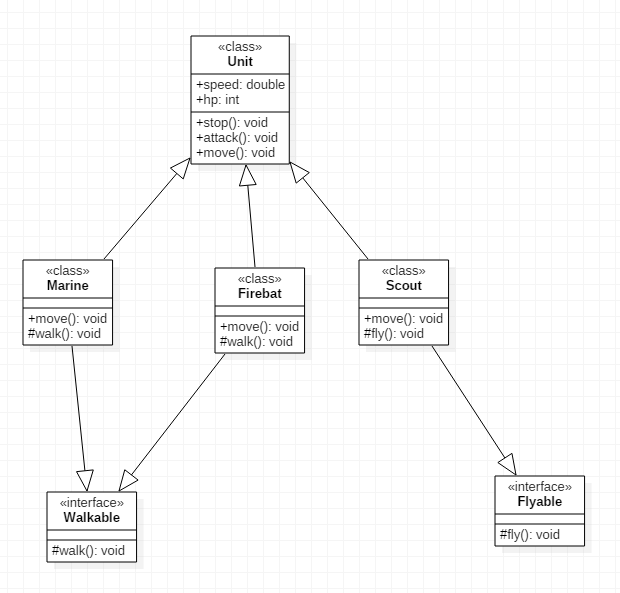 «class»
Unit
+speed: double
+hp: int
+stop(): void
+attack(): void
+move(): void
«class»
Marine
+move(): void
#walk(): void
«class»
Firebat
+move(): void
#walk(): void
«class»
Scout
+move(): void
#fly(): void
«interface»
Walkable
#walk(): void
«interface»
Flyable
#fly(): void